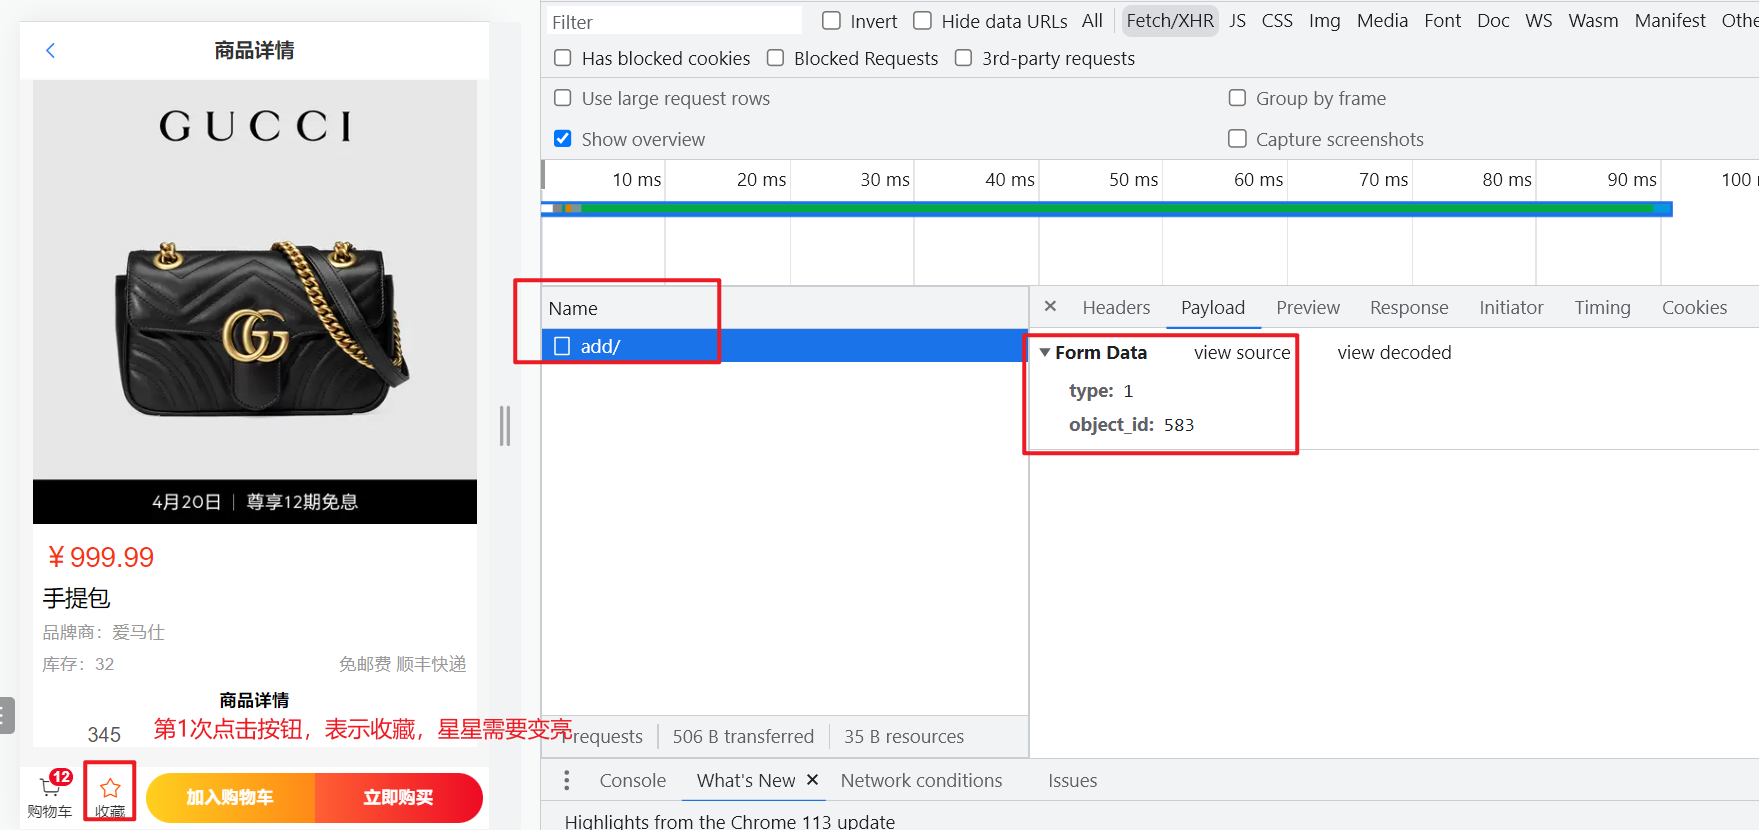 商品详情
GUCCI
4月20日 | 尊享12期免息
¥999.99
手提包
品牌商：爱马仕
库存：32
免邮费 顺丰快递
商品详情
345
第1次点击按钮，表示收藏，星星需要变亮
12
购物车
收藏
加入购物车
立即购买
Filter
Invert
Hide data URLs
All
Fetch/XHR
JS
CSS
Img
Media
Font
Doc
WS
Wasm
Manifest
Othe
Has blocked cookies
Blocked Requests
3rd-party requests
Use large request rows
Group by frame
Show overview
Capture screenshots
10 ms
20 ms
30 ms
40 ms
50 ms
60 ms
70 ms
80 ms
90 ms
100
Name
add/
Headers
Payload
Preview
Response
Initiator
Timing
Cookies
Form Data
view source
view decoded
type: 1
object_id: 583
requests
506 B transferred
35 B resources
Console
What's New
Network conditions
Issues
Highlights from the Chrome 113 update